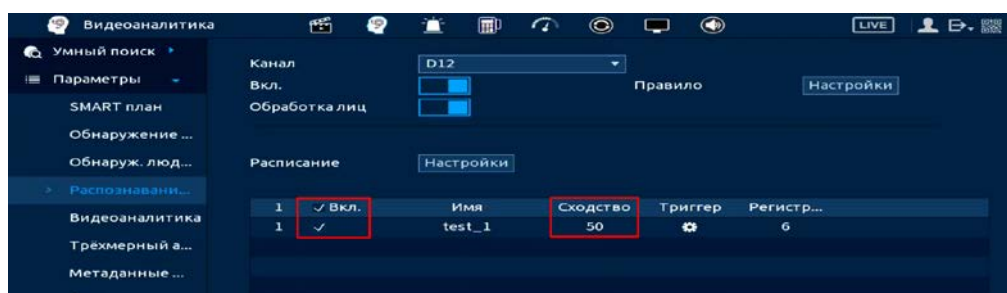 Видеоаналитика LIVE
Умный поиск
Параметры
SMART план
Обнаружение ...
Обнаруж. люд...
Распознавани...
Видеоаналитика
Трёхмерный а...
Метаданные ...
Канал D12
Вкл. Правило Настройки
Обработка лиц
Расписание Настройки
1 Вкл. Имя Сходство Триггер Регистр...
1 test_1 50 6